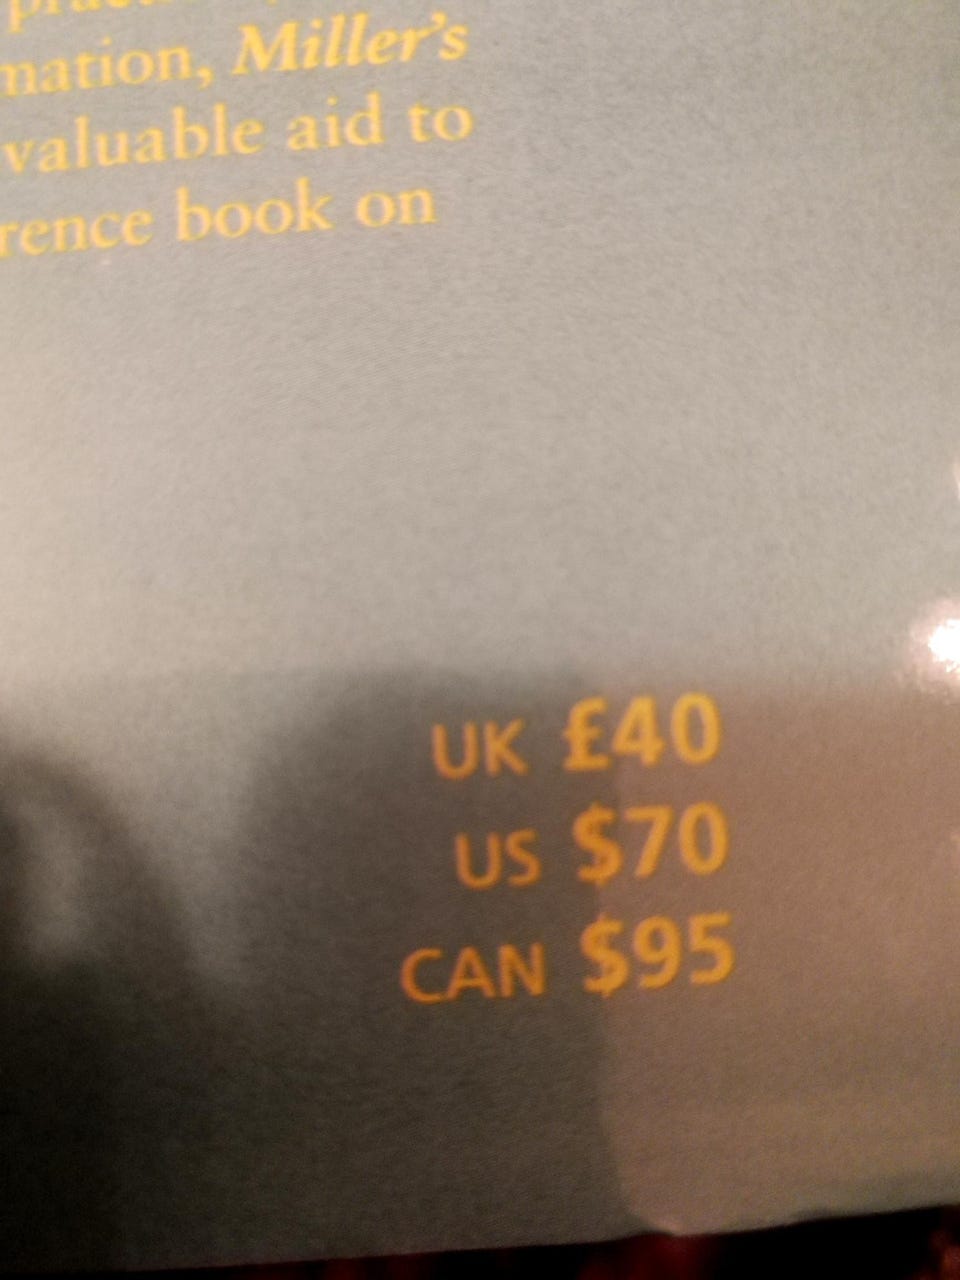 mation, Miller's
valuable aid to
rence book on
UK £40
US $70
CAN $95